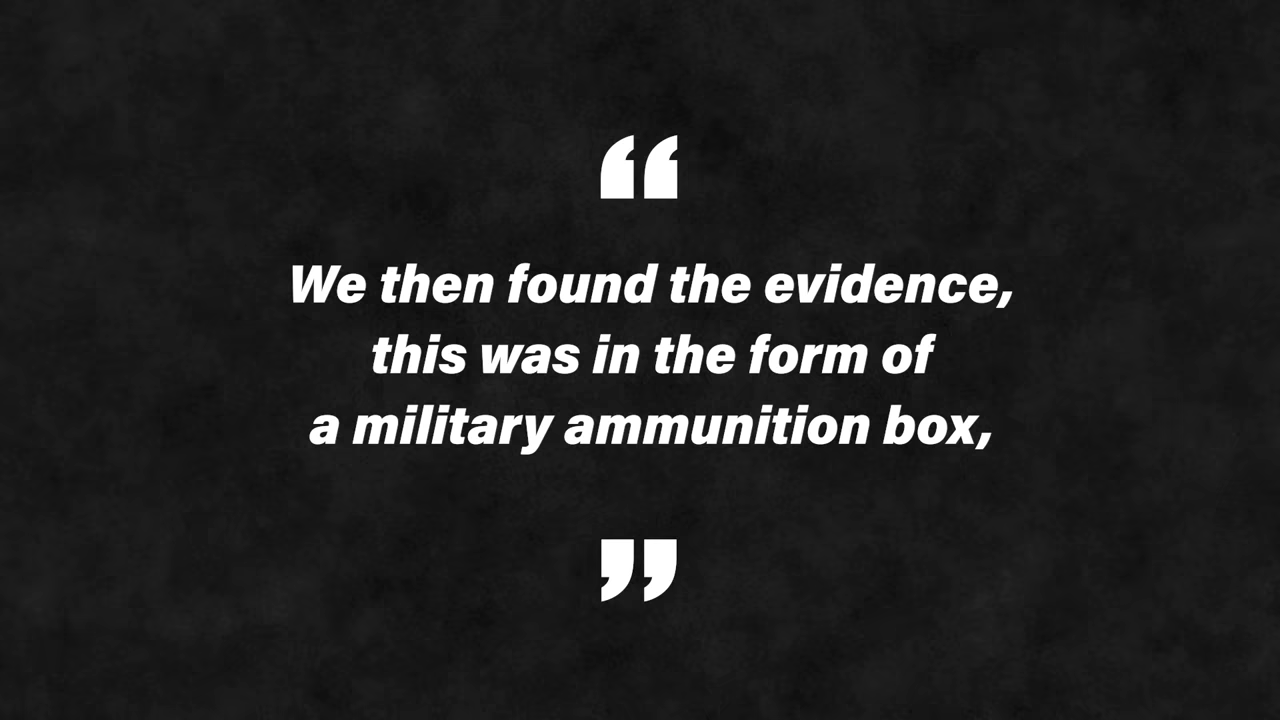 “
We then found the evidence,
this was in the form of
a military ammunition box,
”